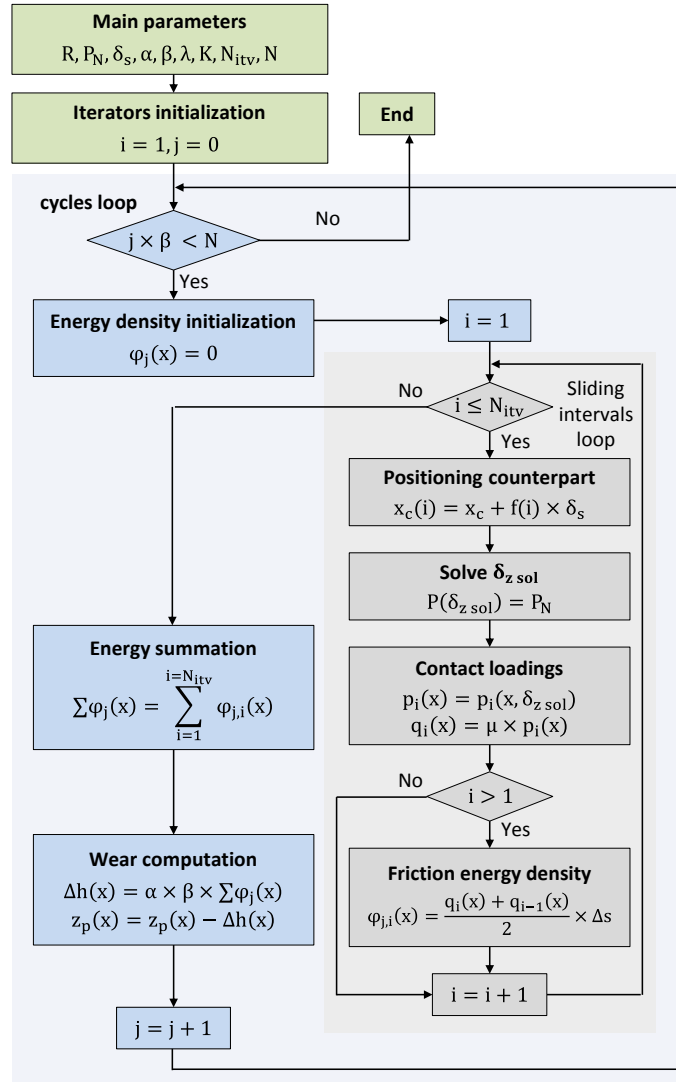 Main parameters
R, P_N, δ_s, α, β, λ, K, N_itv, N
Iterators initialization
i = 1, j = 0
End
cycles loop
j × β < N
No
Yes
Energy density initialization
φ_j(x) = 0
i = 1
No
i ≤ N_itv
Sliding
intervals
loop
Yes
Positioning counterpart
x_c(i) = x_c + f(i) × δ_s
Solve δ_z sol
P(δ_z sol) = P_N
Contact loadings
p_i(x) = p_i(x, δ_z sol)
q_i(x) = μ × p_i(x)
No
i > 1
Yes
Friction energy density
φ_j,i(x) = (q_i(x) + q_i−1(x))/2 × Δs
i = i + 1
Energy summation
∑φ_j(x) = ∑_{i=1}^{i=N_itv} φ_j,i(x)
Wear computation
Δh(x) = α × β × ∑φ_j(x)
z_p(x) = z_p(x) − Δh(x)
j = j + 1